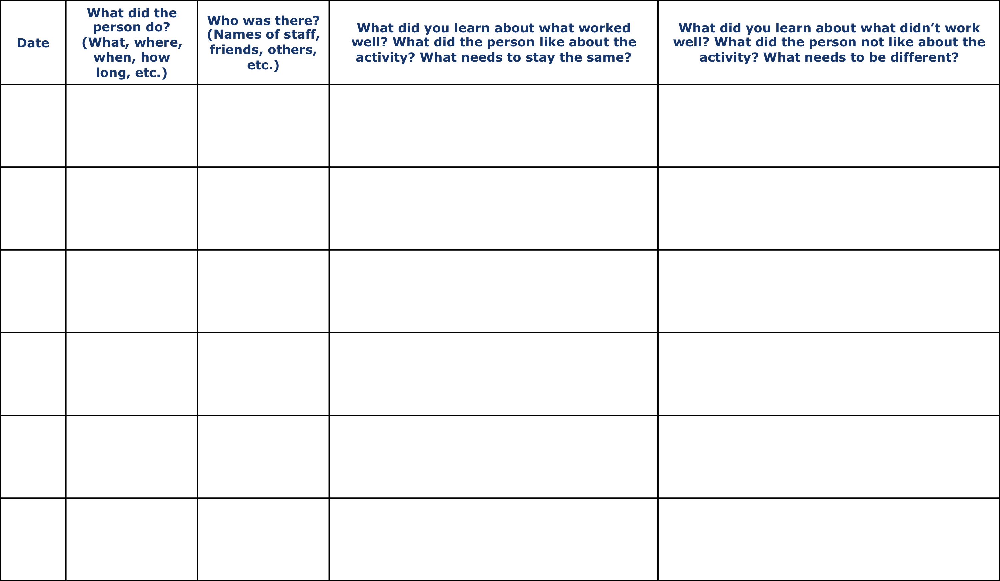 Date
What did the
person do?
(What, where,
when, how
long, etc.)
Who was there?
(Names of staff,
friends, others,
etc.)
What did you learn about what worked
well? What did the person like about the
activity? What needs to stay the same?
What did you learn about what didn’t work
well? What did the person not like about the
activity? What needs to be different?